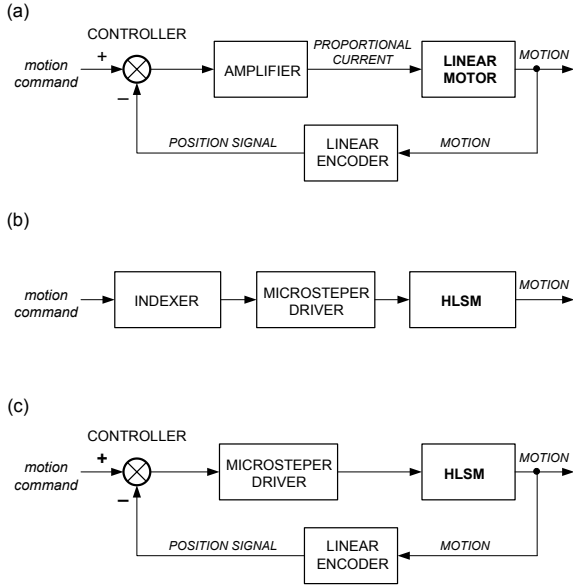 (a)
CONTROLLER
motion
command
+
−
AMPLIFIER
PROPORTIONAL
CURRENT
LINEAR
MOTOR
MOTION
POSITION SIGNAL
LINEAR
ENCODER
MOTION
(b)
motion
command
INDEXER
MICROSTEPER
DRIVER
HLSM
MOTION
(c)
CONTROLLER
motion
command
+
−
MICROSTEPER
DRIVER
HLSM
MOTION
POSITION SIGNAL
LINEAR
ENCODER
MOTION